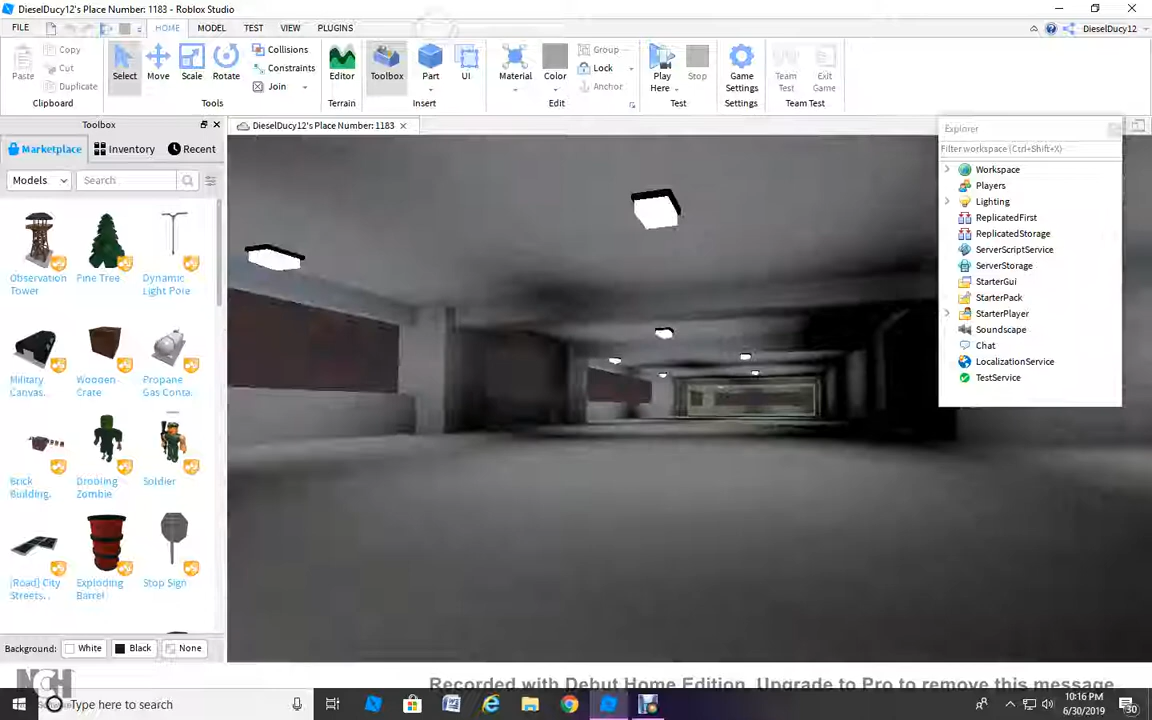 DieselDucy12's Place Number: 1183 - Roblox Studio
FILE HOME MODEL TEST VIEW PLUGINS DieselDucy12
Paste Copy Cut Duplicate Clipboard
Select Move Scale Rotate Collisions Constraints Join Tools
Editor Terrain
Toolbox Part UI Insert
Material Color Group Lock Anchor Edit
Play Here Stop Test
Game Settings Settings
Team Test Exit Game Team Test
Toolbox
DieselDucy12's Place Number: 1183
Marketplace Inventory Recent
Models Search
Observation Tower
Pine Tree
Dynamic Light Pole
Military Canvas...
Wooden Crate
Propane Gas Conta...
Brick Building...
Drooling Zombie
Soldier
[Road] City Streets...
Exploding Barrel
Stop Sign
Background: White Black None
Explorer
Filter workspace (Ctrl+Shift+X)
Workspace
Players
Lighting
ReplicatedFirst
ReplicatedStorage
ServerScriptService
ServerStorage
StarterGui
StarterPack
StarterPlayer
Soundscape
Chat
LocalizationService
TestService
NCH
Recorded with Debut Home Edition. Upgrade to Pro to remove this message
Type here to search
10:16 PM
6/30/2019
30